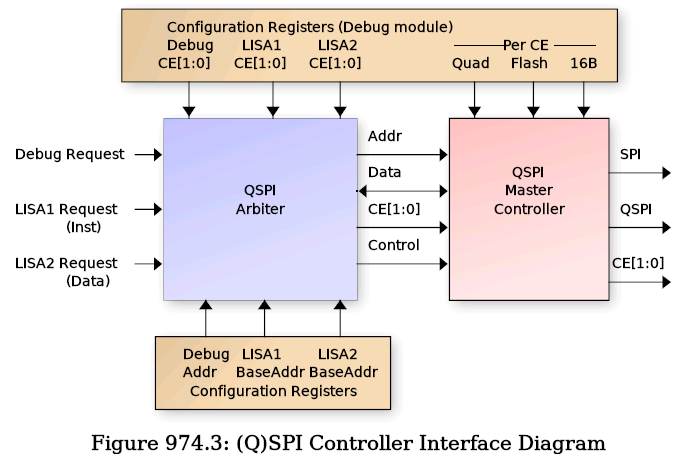 Configuration Registers (Debug module)
Debug LISA1 LISA2 Per CE
CE[1:0] CE[1:0] CE[1:0] Quad Flash 16B
Debug Request
LISA1 Request
(Inst)
LISA2 Request
(Data)
QSPI
Arbiter
Addr
Data
CE[1:0]
Control
QSPI
Master
Controller
SPI
QSPI
CE[1:0]
Debug LISA1 LISA2
Addr BaseAddr BaseAddr
Configuration Registers
Figure 974.3: (Q)SPI Controller Interface Diagram